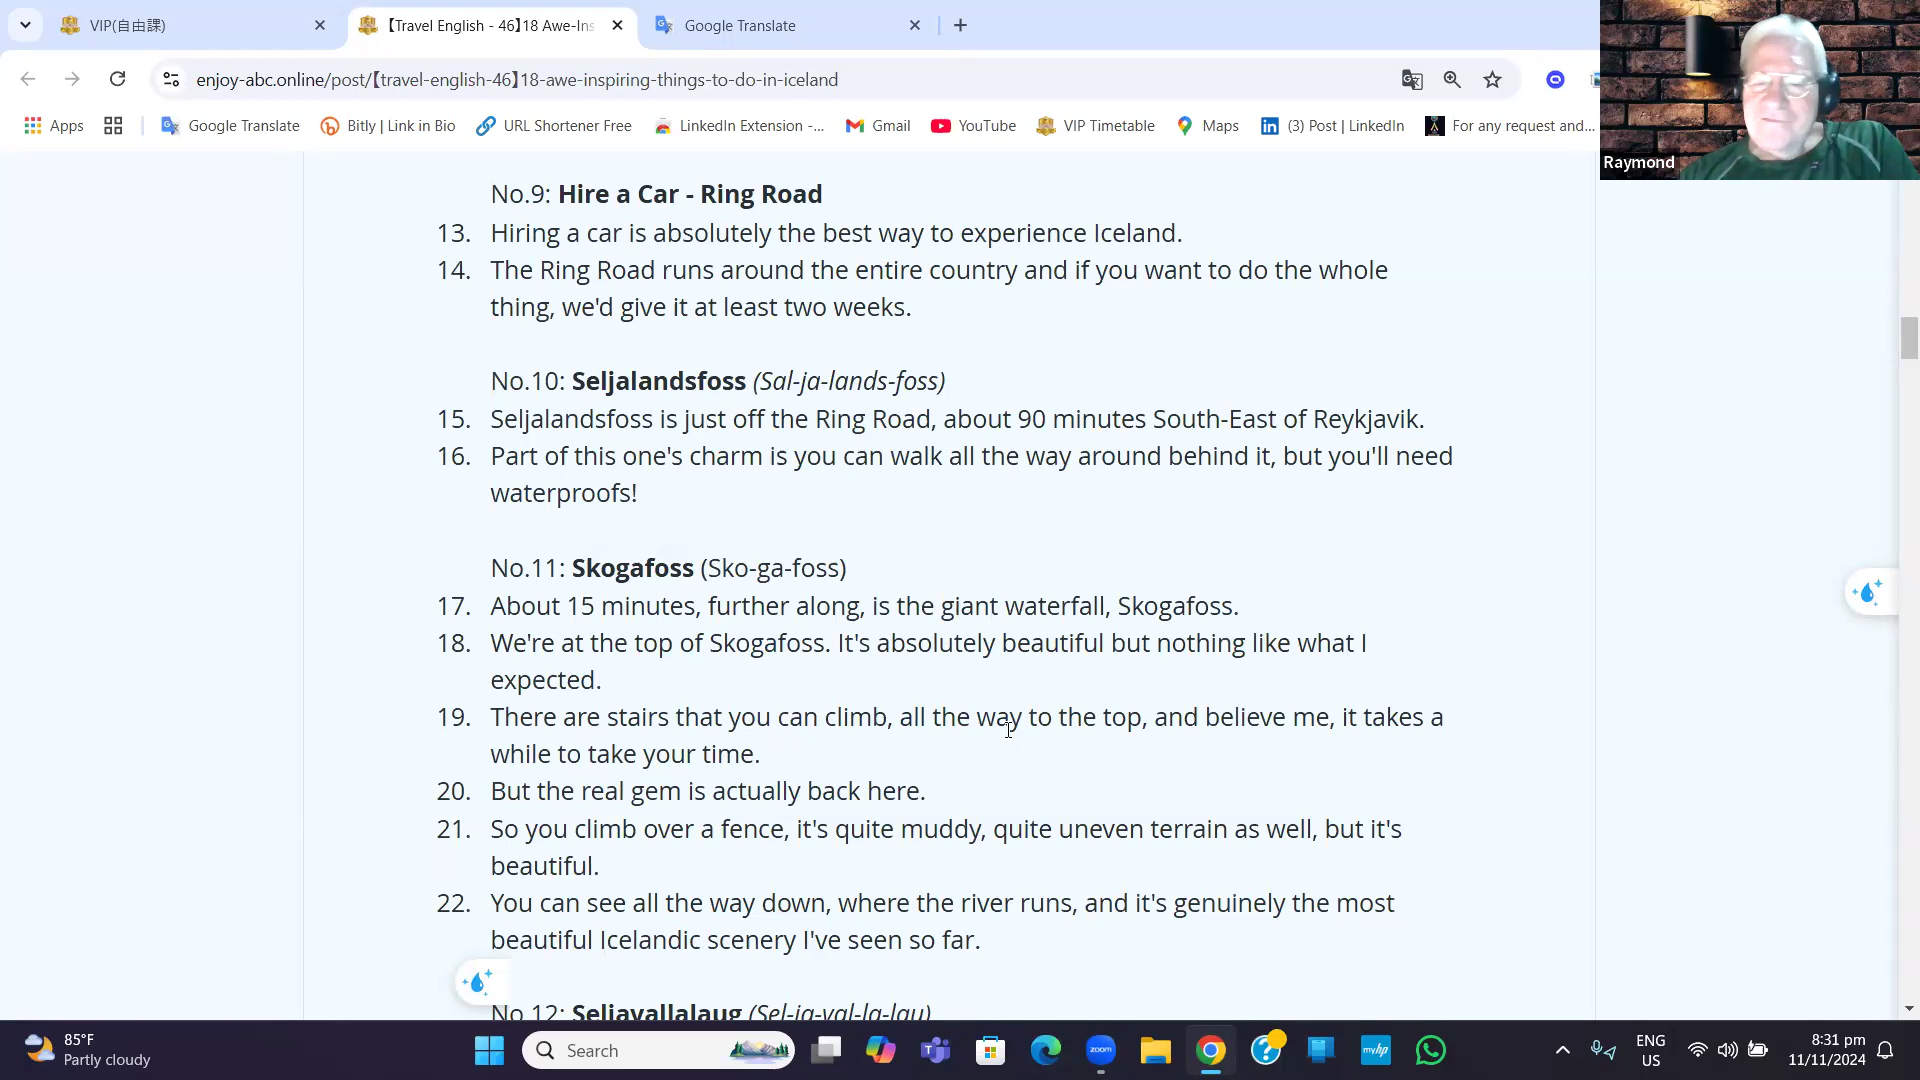 VIP(自由課)
【Travel English - 46】18 Awe-Ins
Google Translate
enjoy-abc.online/post/【travel-english-46】18-awe-inspiring-things-to-do-in-iceland
Apps
Google Translate
Bitly | Link in Bio
URL Shortener Free
LinkedIn Extension -...
Gmail
YouTube
VIP Timetable
Maps
(3) Post | LinkedIn
For any request and...
Raymond
No.9: Hire a Car - Ring Road
13. Hiring a car is absolutely the best way to experience Iceland.
14. The Ring Road runs around the entire country and if you want to do the whole
thing, we'd give it at least two weeks.
No.10: Seljalandsfoss (Sal-ja-lands-foss)
15. Seljalandsfoss is just off the Ring Road, about 90 minutes South-East of Reykjavik.
16. Part of this one's charm is you can walk all the way around behind it, but you'll need
waterproofs!
No.11: Skogafoss (Sko-ga-foss)
17. About 15 minutes, further along, is the giant waterfall, Skogafoss.
18. We're at the top of Skogafoss. It's absolutely beautiful but nothing like what I
expected.
19. There are stairs that you can climb, all the way to the top, and believe me, it takes a
while to take your time.
20. But the real gem is actually back here.
21. So you climb over a fence, it's quite muddy, quite uneven terrain as well, but it's
beautiful.
22. You can see all the way down, where the river runs, and it's genuinely the most
beautiful Icelandic scenery I've seen so far.
No.12: Seljavallalaug (Sel-ja-val-la-lau)
85°F
Partly cloudy
Search
zoom
myhp
ENG
US
8:31 pm
11/11/2024